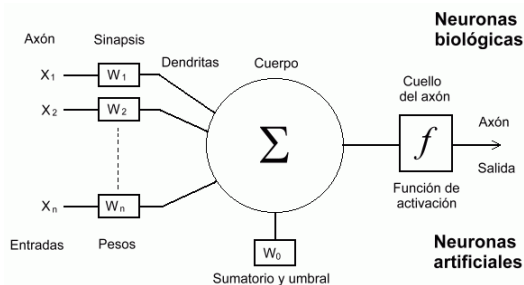 Neuronas
biológicas
Axón
Sinapsis
Dendritas
Cuerpo
Cuello
del axón
Axón
X1
W1
X2
W2
Σ
f
Salida
Función de
activación
Xn
Wn
Entradas
Pesos
W0
Sumatorio y umbral
Neuronas
artificiales